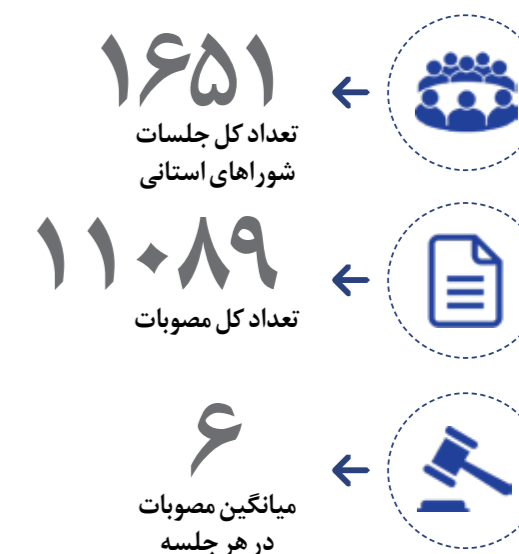 ۱۶۵۱
تعداد کل جلسات
شوراهای استانی
۱۱۰۸۹
تعداد کل مصوبات
۶
میانگین مصوبات
در هر جلسه